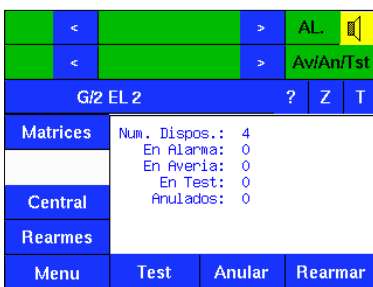 < > AL.
< > Av/An/Tst
G/2 EL 2 ? Z T
Matrices
Num. Dispos.: 4
En Alarma: 0
En Averia: 0
En Test: 0
Anulados: 0
Central
Rearmes
Menu Test Anular Rearmar